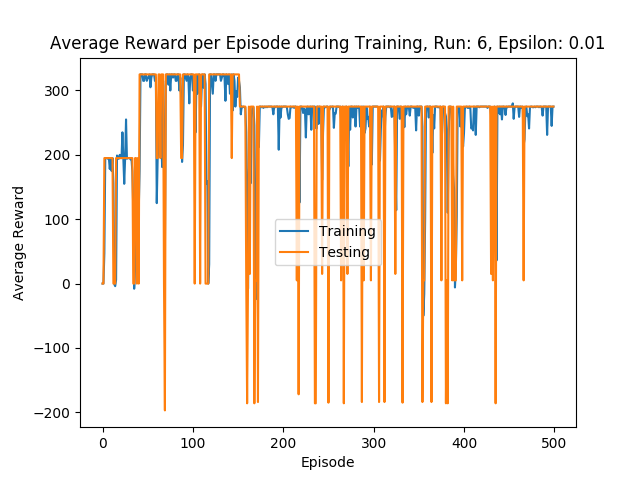 Average Reward per Episode during Training, Run: 6, Epsilon: 0.01
Average Reward
300
200
100
0
−100
−200
Training
Testing
0 100 200 300 400 500
Episode